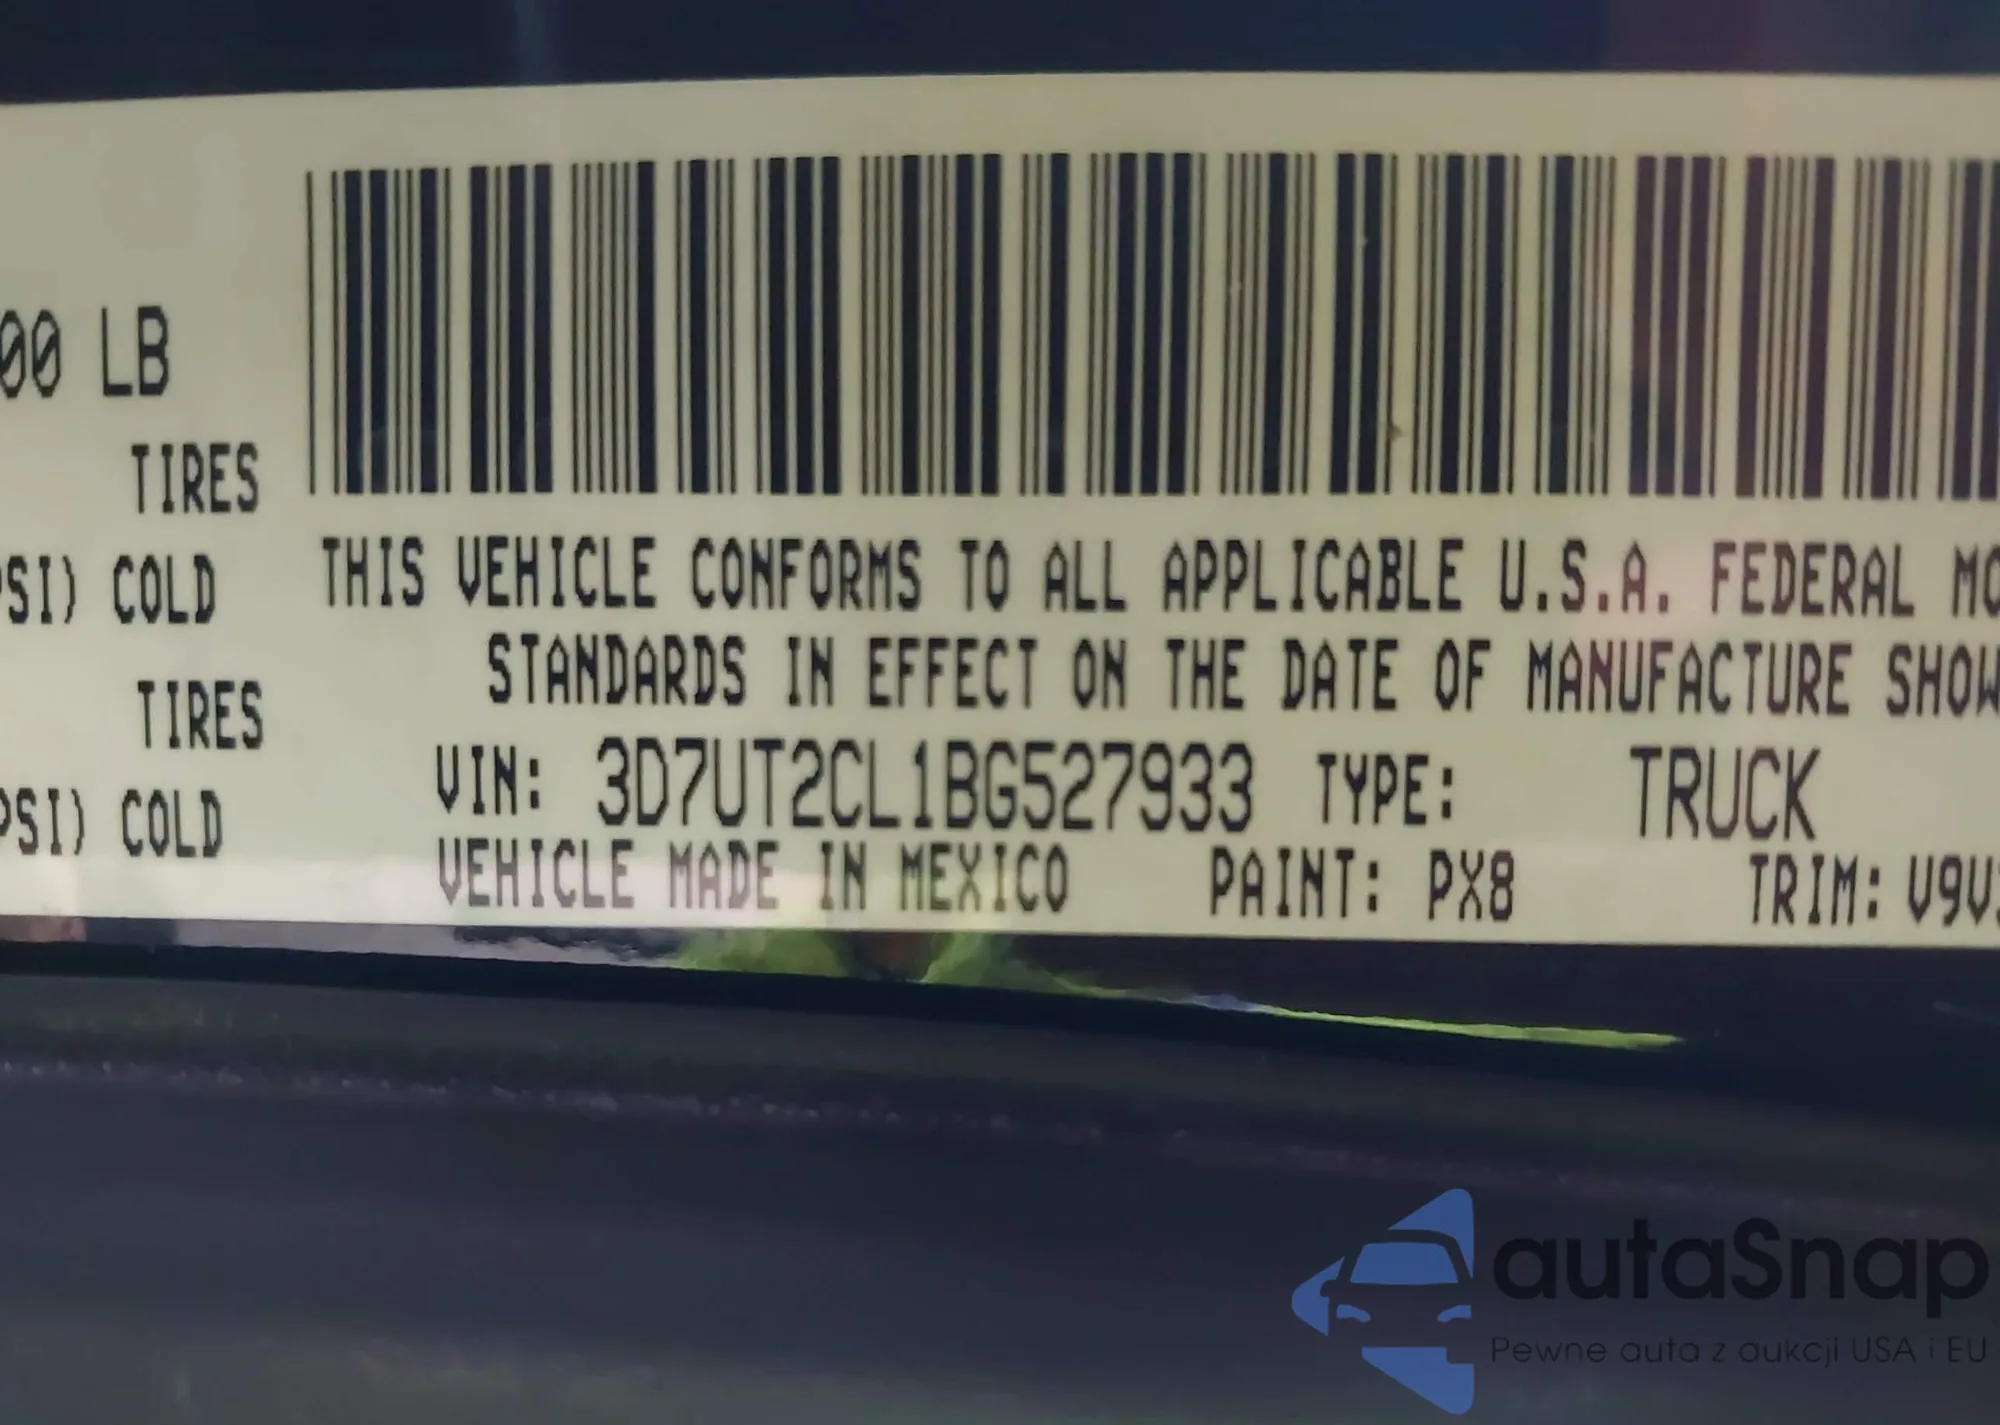 00 LB
TIRES
PSI) COLD
TIRES
PSI) COLD
THIS VEHICLE CONFORMS TO ALL APPLICABLE U.S.A. FEDERAL MO
STANDARDS IN EFFECT ON THE DATE OF MANUFACTURE SHOW
VIN: 3D7UT2CL1BG527933 TYPE: TRUCK
VEHICLE MADE IN MEXICO PAINT: PX8 TRIM: V9V
autaSnap
Pewne auta z aukcji USA i EU